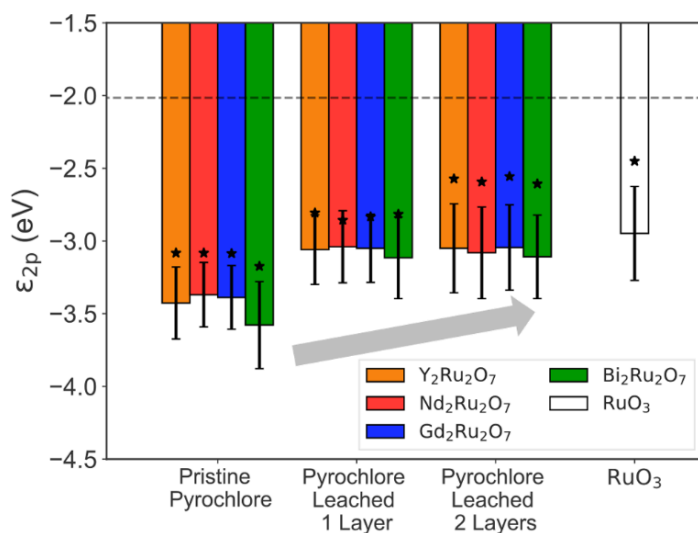 −1.5
−2.0
−2.5
−3.0
−3.5
−4.0
−4.5
ε₂ₚ (eV)
Y₂Ru₂O₇
Nd₂Ru₂O₇
Gd₂Ru₂O₇
Bi₂Ru₂O₇
RuO₃
Pristine
Pyrochlore
Pyrochlore
Leached
1 Layer
Pyrochlore
Leached
2 Layers
RuO₃